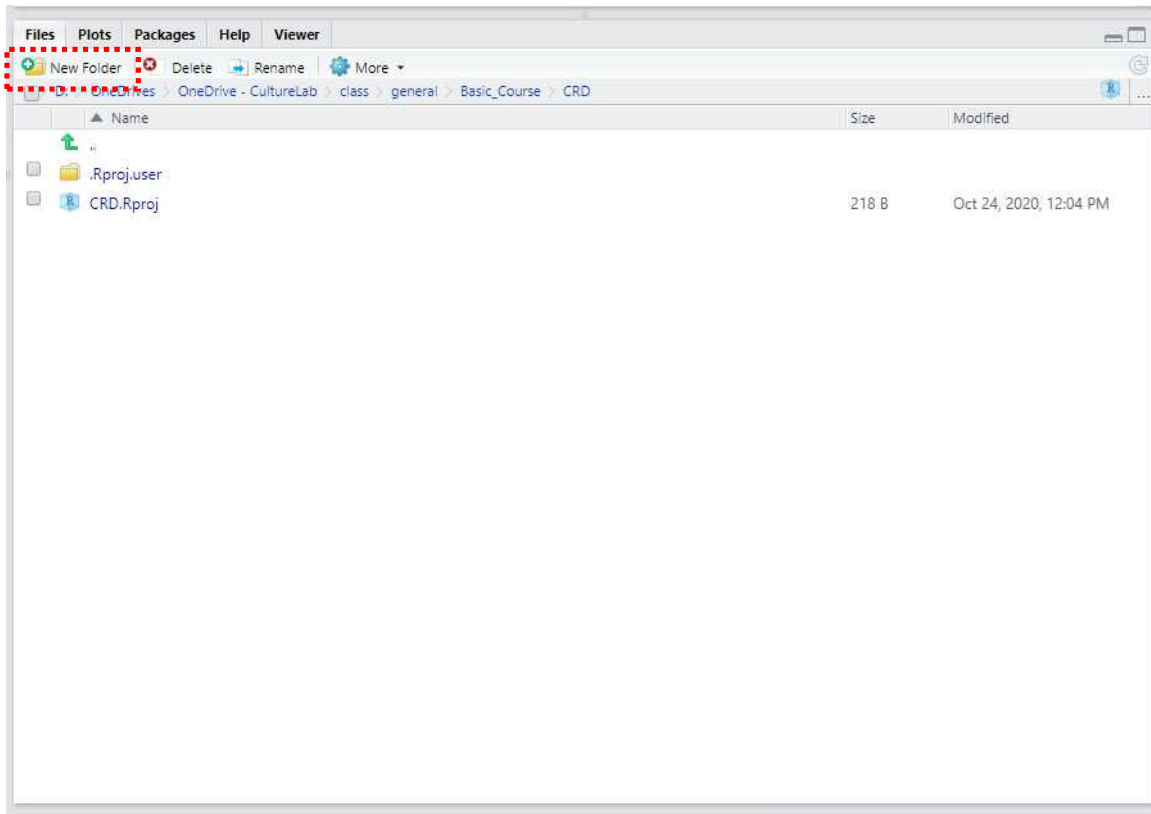 Files Plots Packages Help Viewer
New Folder Delete Rename More
D: > OneDrives > OneDrive - CultureLab > class > general > Basic_Course > CRD ...
Name Size Modified
..
.Rproj.user
CRD.Rproj 218 B Oct 24, 2020, 12:04 PM